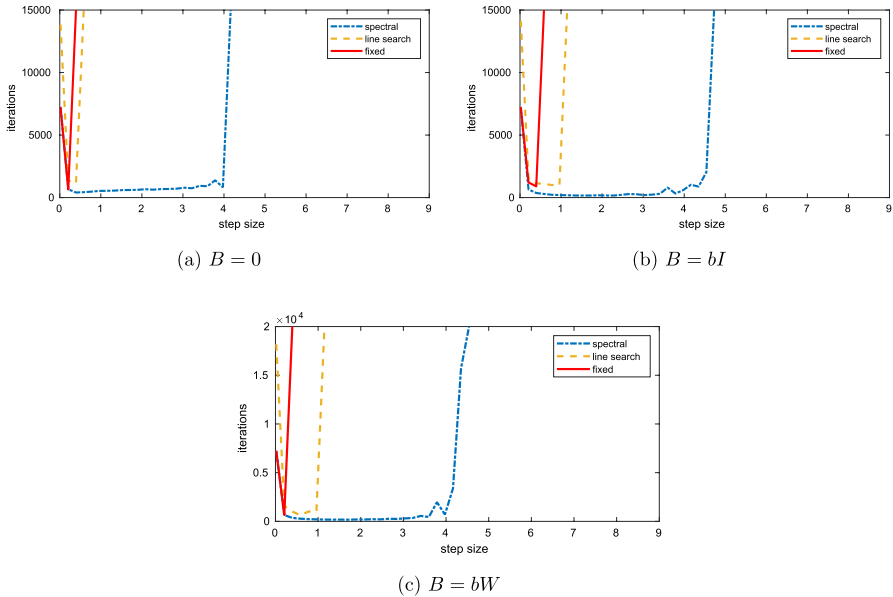 15000
10000
5000
0
iterations
0 1 2 3 4 5 6 7 8 9
step size
spectral
line search
fixed
(a) B = 0
15000
10000
5000
0
iterations
0 1 2 3 4 5 6 7 8 9
step size
spectral
line search
fixed
(b) B = bI
2 ×10⁴
1.5
1
0.5
0
iterations
0 1 2 3 4 5 6 7 8 9
step size
spectral
line search
fixed
(c) B = bW